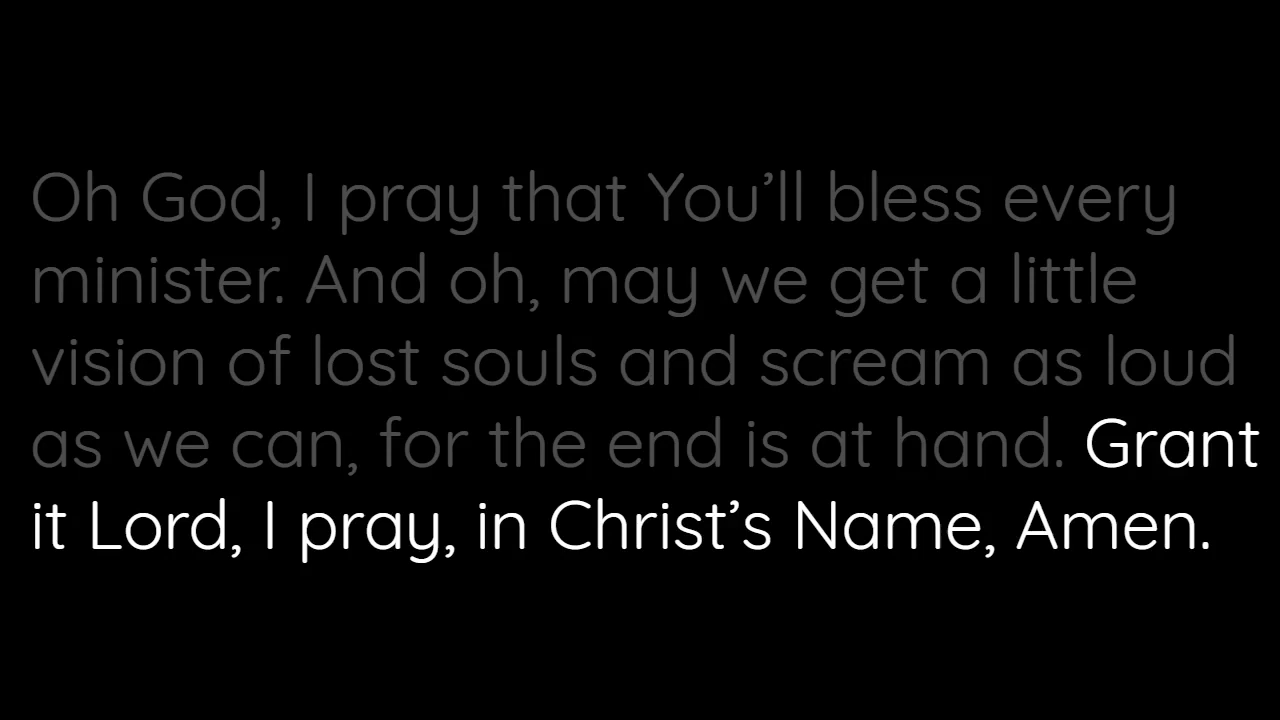 Oh God, I pray that You’ll bless every
minister. And oh, may we get a little
vision of lost souls and scream as loud
as we can, for the end is at hand. Grant
it Lord, I pray, in Christ’s Name, Amen.